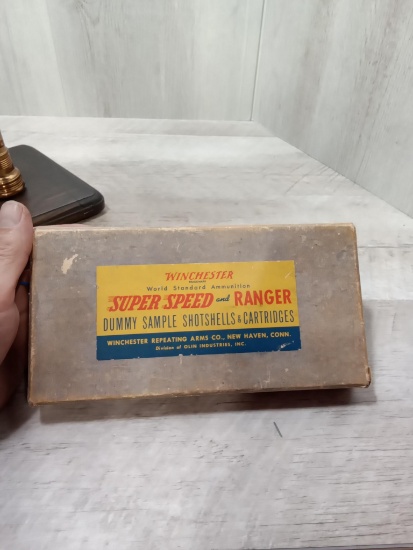 WINCHESTER
World Standard Ammunition
SUPER SPEED and RANGER
DUMMY SAMPLE SHOTSHELLS & CARTRIDGES
WINCHESTER REPEATING ARMS CO., NEW HAVEN, CONN.
Division of OLIN INDUSTRIES, INC.